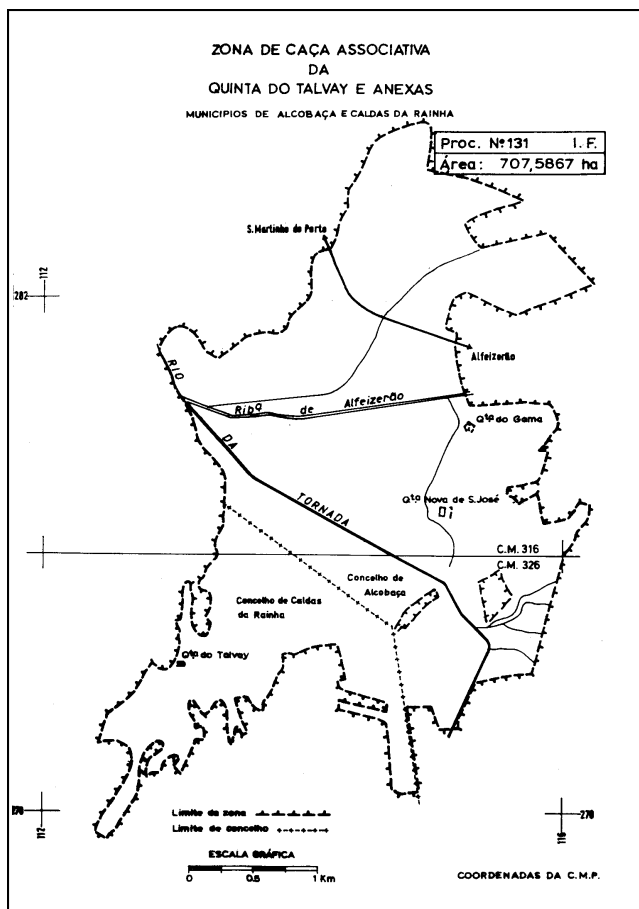 ZONA DE CAÇA ASSOCIATIVA
DA
QUINTA DO TALVAY E ANEXAS
MUNICIPIOS DE ALCOBAÇA E CALDAS DA RAINHA
Proc. Nº 131 I. F.
Área: 707,5867 ha
S. Martinho do Porto
112
282
Alfeizerão
RIO
Ribª de Alfeizerão
Qtª do Gama
DA
TORNADA
Qtª Nova de S. José
C.M. 316
C.M. 326
Concelho de
Alcobaça
Concelho de Caldas
da Rainha
Qtª do Talvay
270
112
Limite da zona
Limite de concelho
116
270
ESCALA GRÁFICA
0 0.5 1 Km
COORDENADAS DA C.M.P.